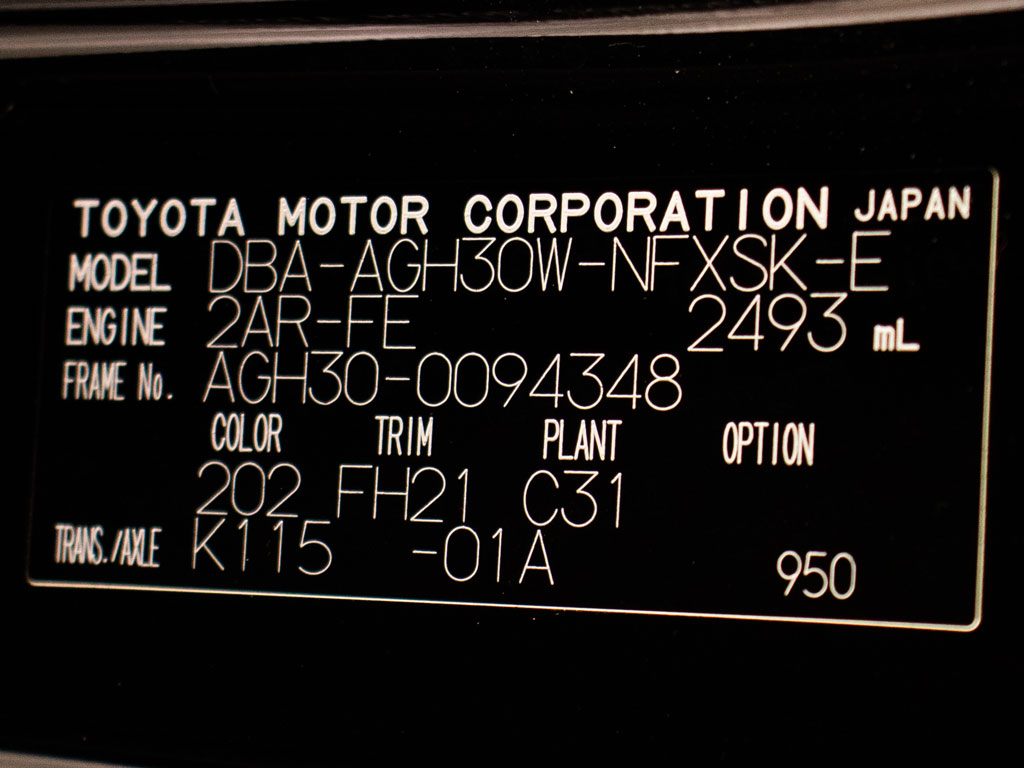 TOYOTA MOTOR CORPORATION JAPAN
MODEL DBA-AGH30W-NFXSK-E
ENGINE 2AR-FE 2493 mL
FRAME No. AGH30-0094348
COLOR TRIM PLANT OPTION
202 FH21 C31
TRANS./AXLE K115 -01A 950